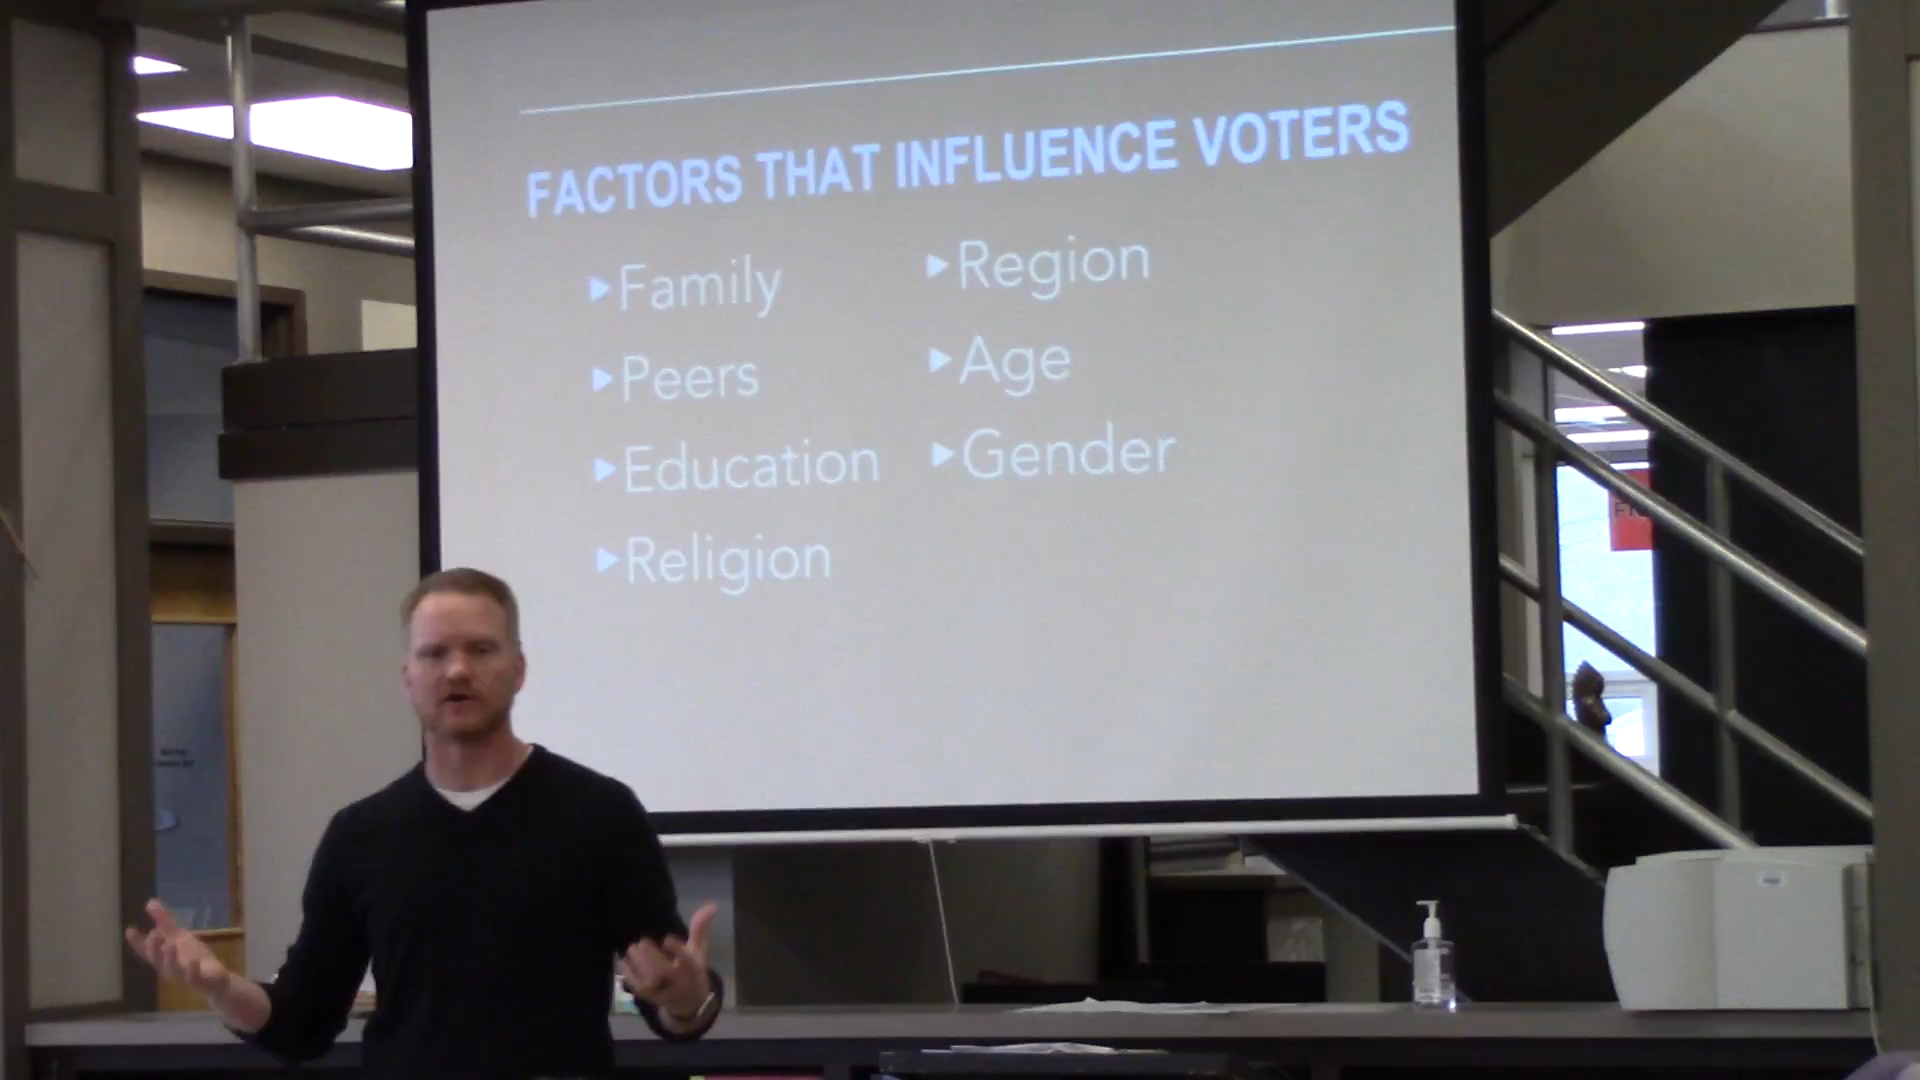 FACTORS THAT INFLUENCE VOTERS
Family
Peers
Education
Religion
Region
Age
Gender